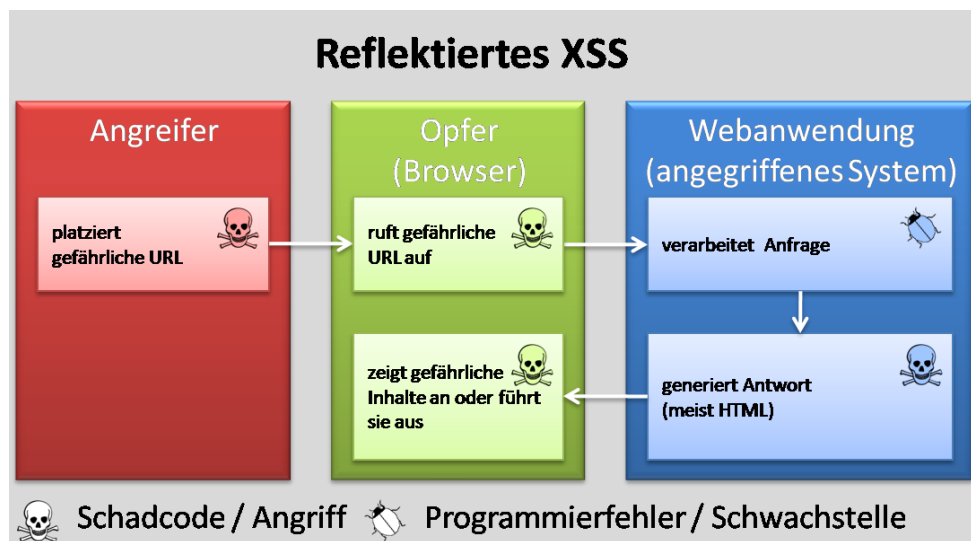 Reflektiertes XSS
Angreifer
platziert
gefährliche URL
Opfer
(Browser)
ruft gefährliche
URL auf
zeigt gefährliche
Inhalte an oder führt
sie aus
Webanwendung
(angegriffenes System)
verarbeitet Anfrage
generiert Antwort
(meist HTML)
Schadcode / Angriff
Programmierfehler / Schwachstelle